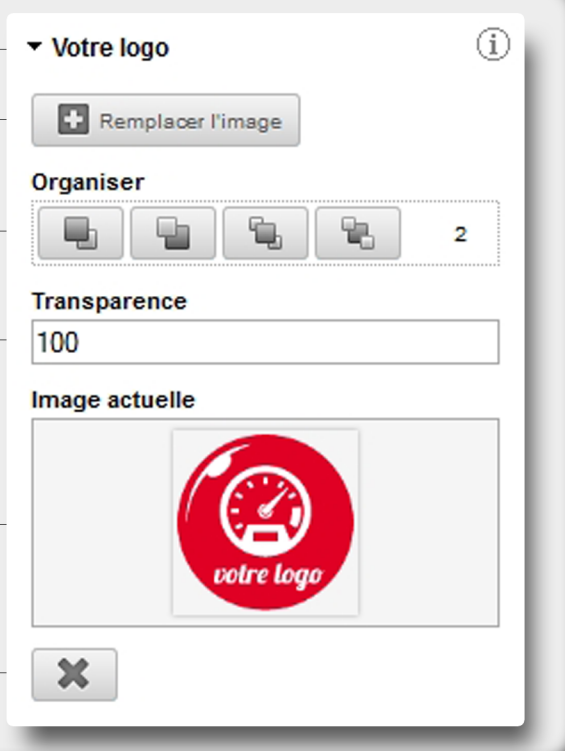 Votre logo
Remplacer l'image
Organiser
2
Transparence
100
Image actuelle
votre logo